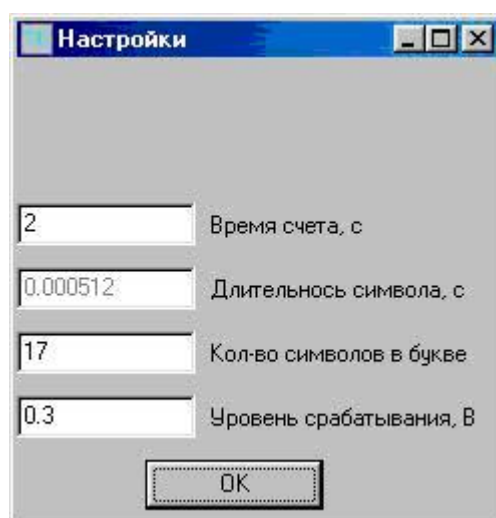 Настройки
2 Время счета, с
0.000512 Длительнось символа, с
17 Кол-во символов в букве
0.3 Уровень срабатывания, В
OK